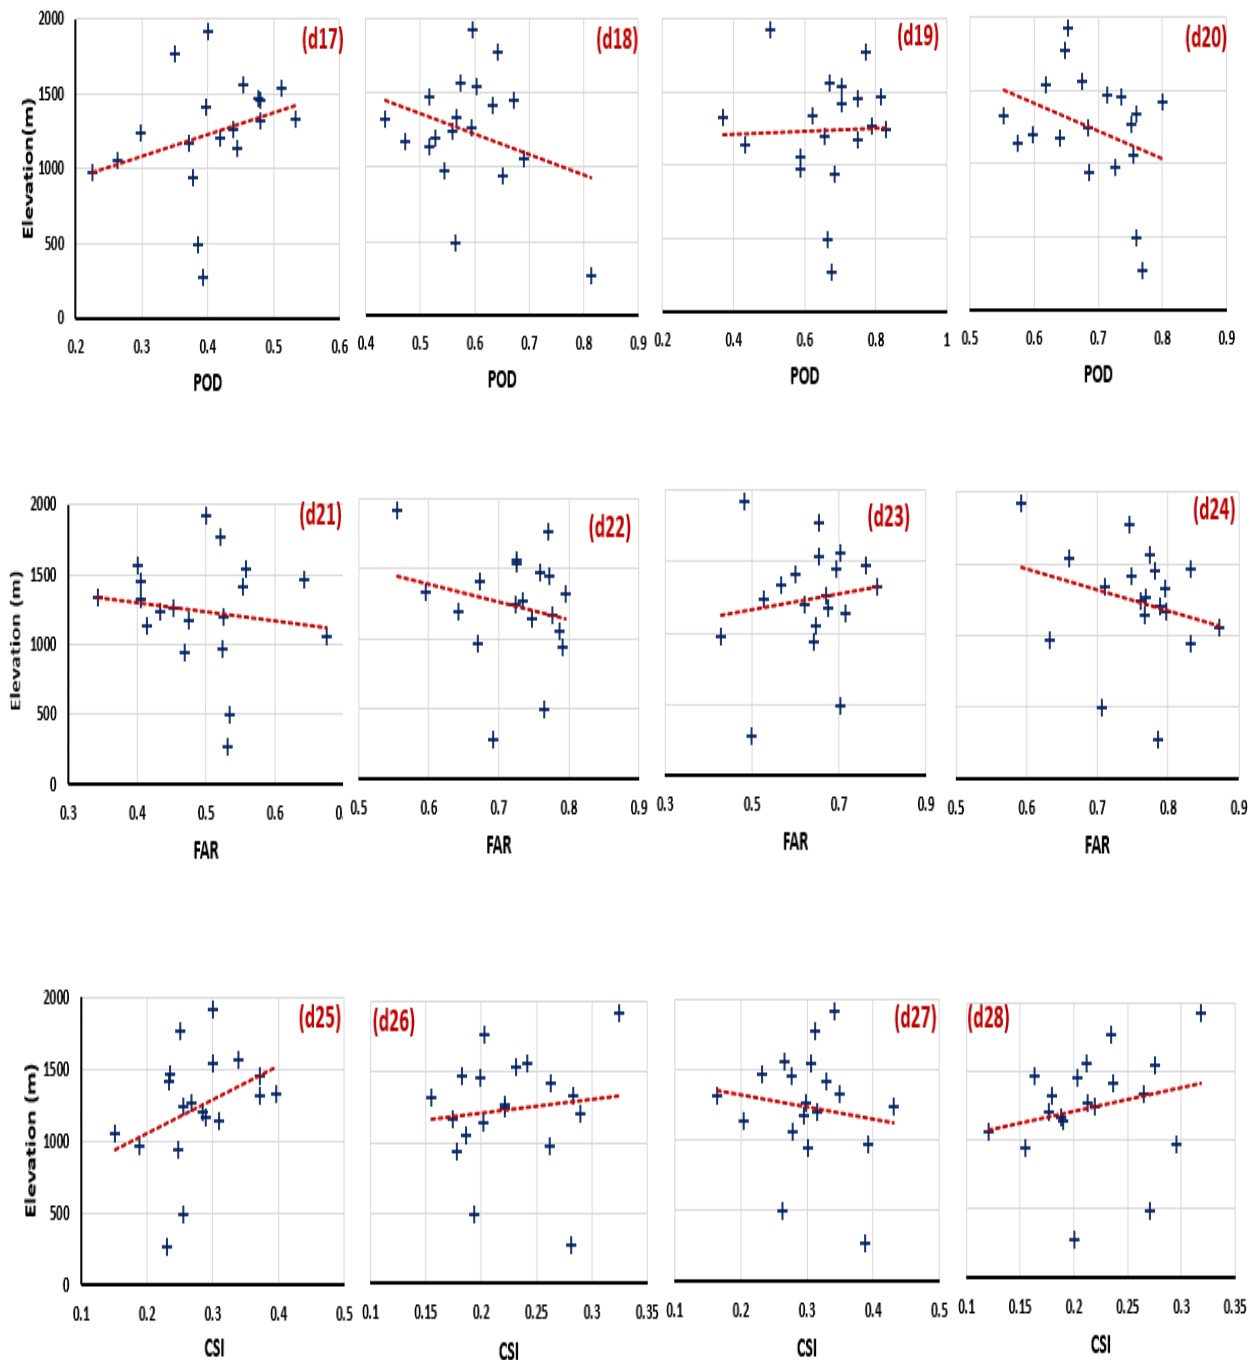 2000
(d17)
(d18)
(d19)
(d20)
1500
1000
500
0
Elevation(m)
0.2 0.3 0.4 0.5 0.6
0.4 0.5 0.6 0.7 0.8 0.9
0.2 0.4 0.6 0.8 1
0.5 0.6 0.7 0.8 0.9
POD POD POD POD
2000
(d21)
(d22)
(d23)
(d24)
1500
1000
500
0
Elevation (m)
0.3 0.4 0.5 0.6 0.
0.5 0.6 0.7 0.8 0.9
0.3 0.5 0.7 0.9
0.5 0.6 0.7 0.8 0.9
FAR FAR FAR FAR
2000
(d25)
(d26)
(d27)
(d28)
1500
1000
500
0
Elevation (m)
0.1 0.2 0.3 0.4 0.5
0.1 0.15 0.2 0.25 0.3 0.35
0.1 0.2 0.3 0.4 0.5
0.1 0.15 0.2 0.25 0.3 0.35
CSI CSI CSI CSI